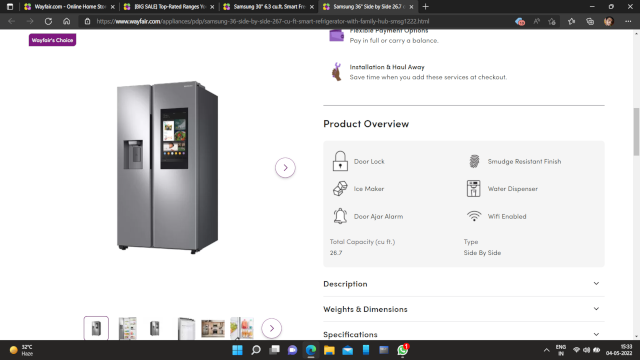 Wayfair.com - Online Home Stor
[BIG SALE] Top-Rated Ranges Yo
Samsung 30" 6.3 cu.ft. Smart Fre
Samsung 36" Side by Side 26.7 c
https://www.wayfair.com/appliances/pdp/samsung-36-side-by-side-267-cu-ft-smart-refrigerator-with-family-hub-smsg1222.html
Wayfair's Choice
Flexible Payment Options
Pay in full or carry a balance.
Installation & Haul Away
Save time when you add these services at checkout.
Product Overview
Door Lock
Smudge Resistant Finish
Ice Maker
Water Dispenser
Door Ajar Alarm
Wifi Enabled
Total Capacity (cu ft.)
Type
26.7
Side By Side
Description
Weights & Dimensions
Specifications
32°C
Haze
ENG
IN
15:33
04-05-2022